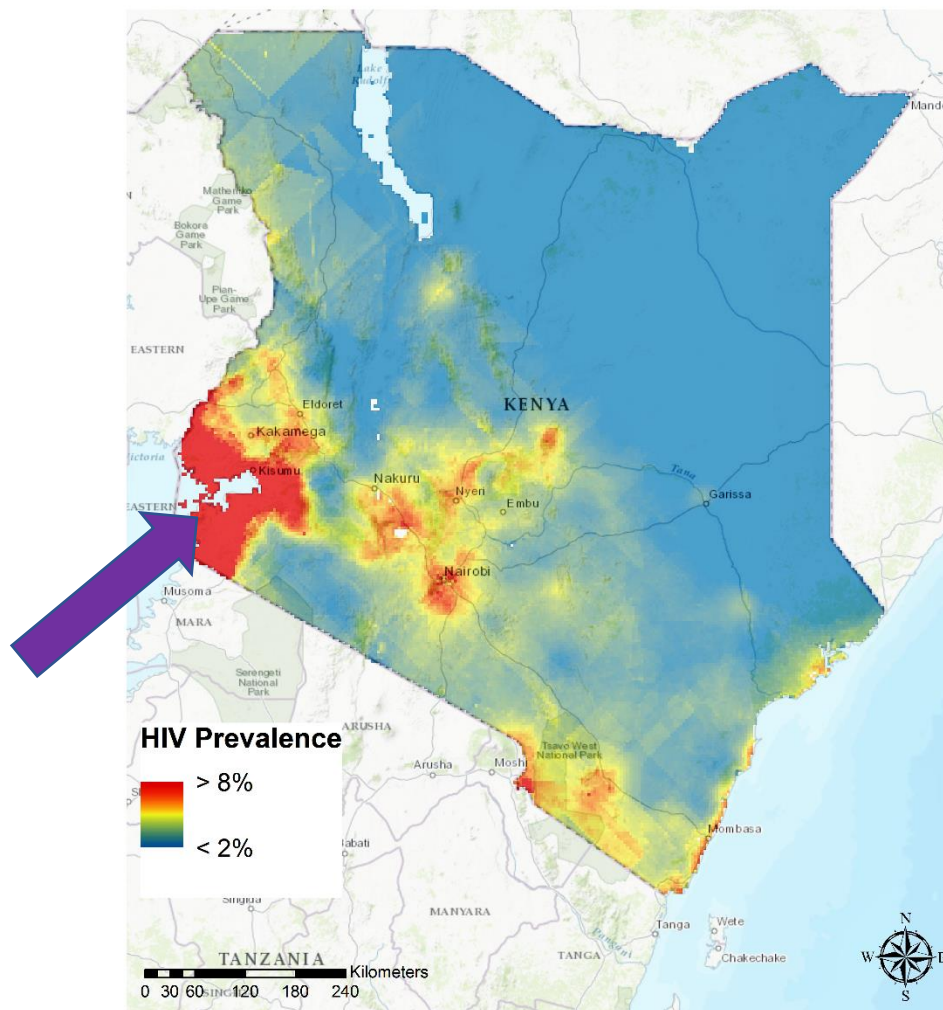 Lake
Rudolf
Mande
Matheniko
Game
Park
Bokora
Game
Park
Pian-
Upe Game
Park
EASTERN
Eldoret
KENYA
Kakamega
Victoria
Kisumu
Nakuru
Nyeri
Embu
Tana
Garissa
EASTERN
Nairobi
Musoma
MARA
Serengeti
National
Park
ARUSHA
HIV Prevalence
> 8%
< 2%
Tsavo West
National Park
Arusha
Moshi
Mombasa
Babati
Singida
MANYARA
Tanga
Wete
Pangani
TANGA
Chakechake
TANZANIA
Kilometers
0 30 60 120 180 240
N
W
S